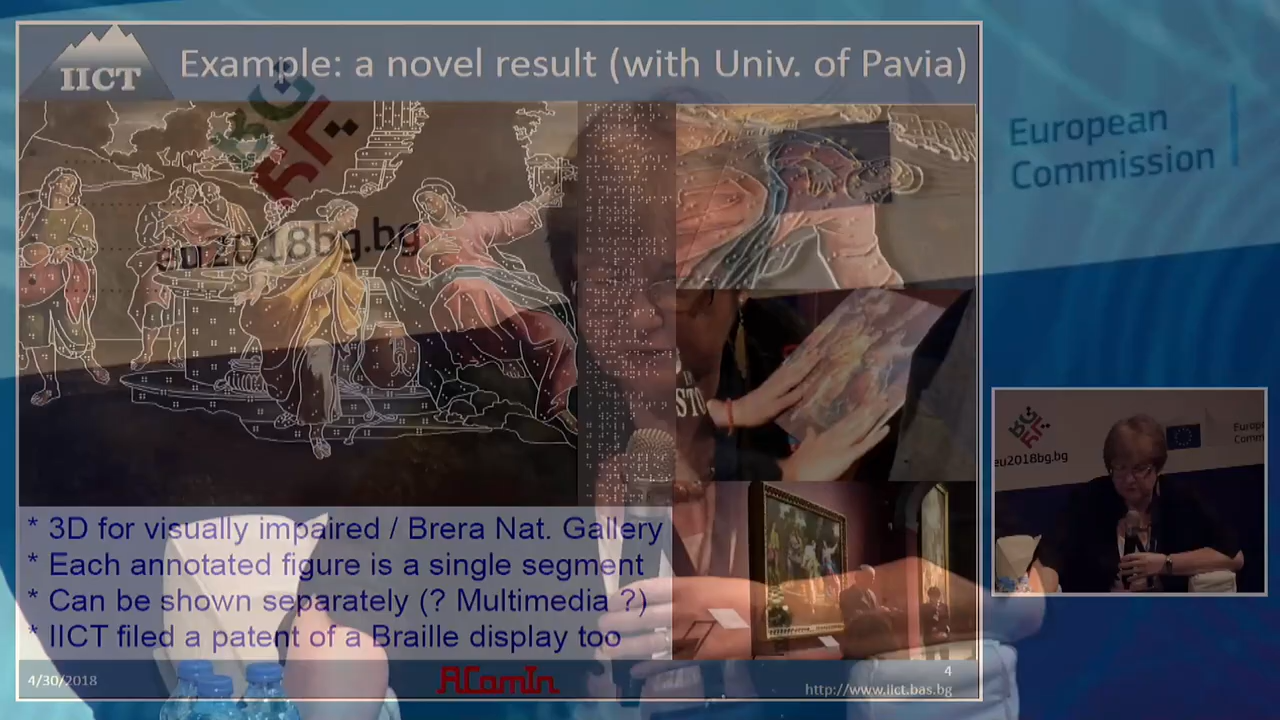 IICT
Example: a novel result (with Univ. of Pavia)
eu2018bg.bg
STO
* 3D for visually impaired / Brera Nat. Gallery
* Each annotated figure is a single segment
* Can be shown separately (? Multimedia ?)
* IICT filed a patent of a Braille display too
4/30/2018
AComIn
4
http://www.iict.bas.bg
European
Commission
eu2018bg.bg